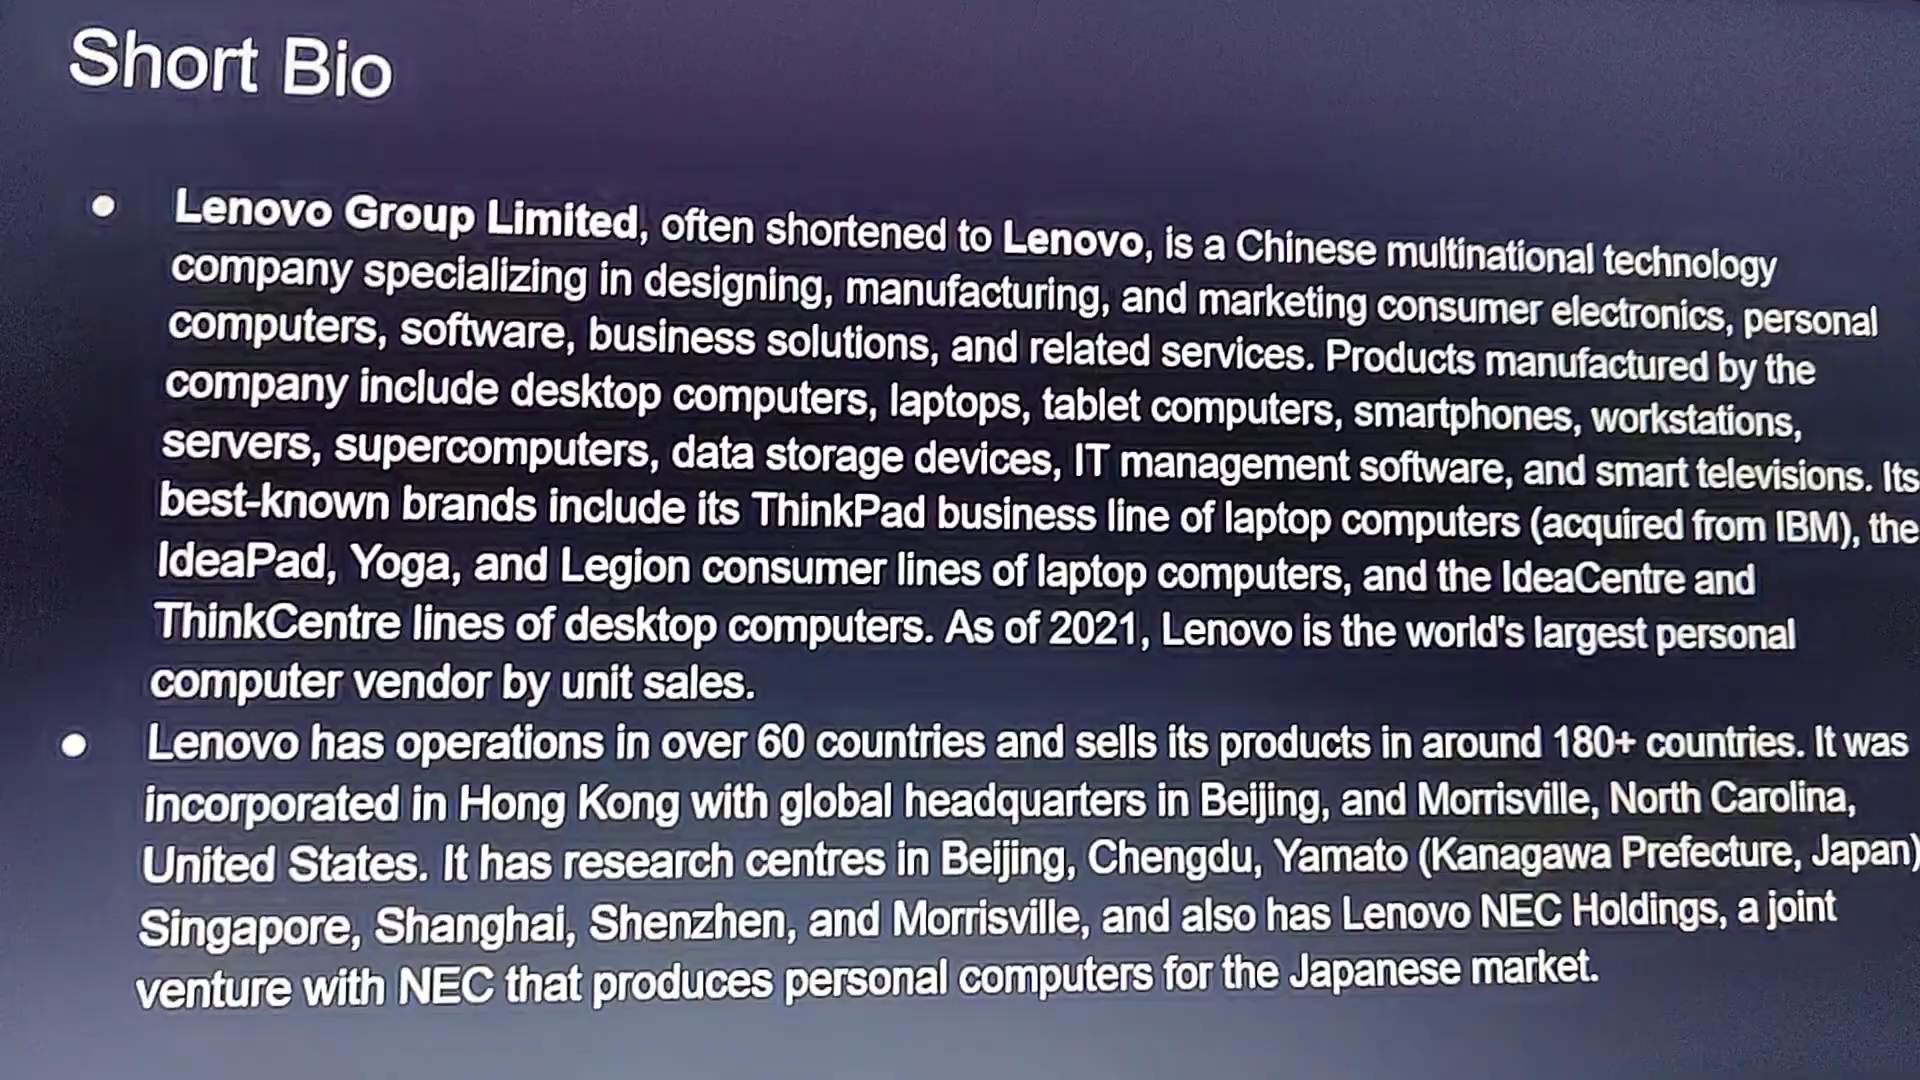 Short Bio
● Lenovo Group Limited, often shortened to Lovono, is a Chinese multinational technology
company specializing in designing, manufacturing, and marketing consumer electronics, personal
computers, software, business solutions, and related services. Products manufactured by the
company include desktop computers, laptops, tablet computers, smartphones, workstations,
servers, supercomputers, data storage devices, IT management software, and smart televisions. Its
best-known brands include its ThinkPad business line of laptop computers (acquired from IBM), the
IdeaPad, Yoga, and Legion consumer lines of laptop computers, and the IdeaCentre and
ThinkCentre lines of desktop computers. As of 2021, Lenovo is the world's largest personal
computer vendor by unit sales.
● Lenovo has operations in over 60 countries and sells its products in around 180+ countries. It was
incorporated in Hong Kong with global headquarters in Beijing, and Morrisville, North Carolina,
United States. It has research centres in Beijing, Chengdu, Yamato (Kanagawa Prefecture, Japan)
Singapore, Shanghai, Shenzhen, and Morrisville, and also has Lenovo NEC Holdings, a joint
venture with NEC that produces personal computers for the Japanese market.